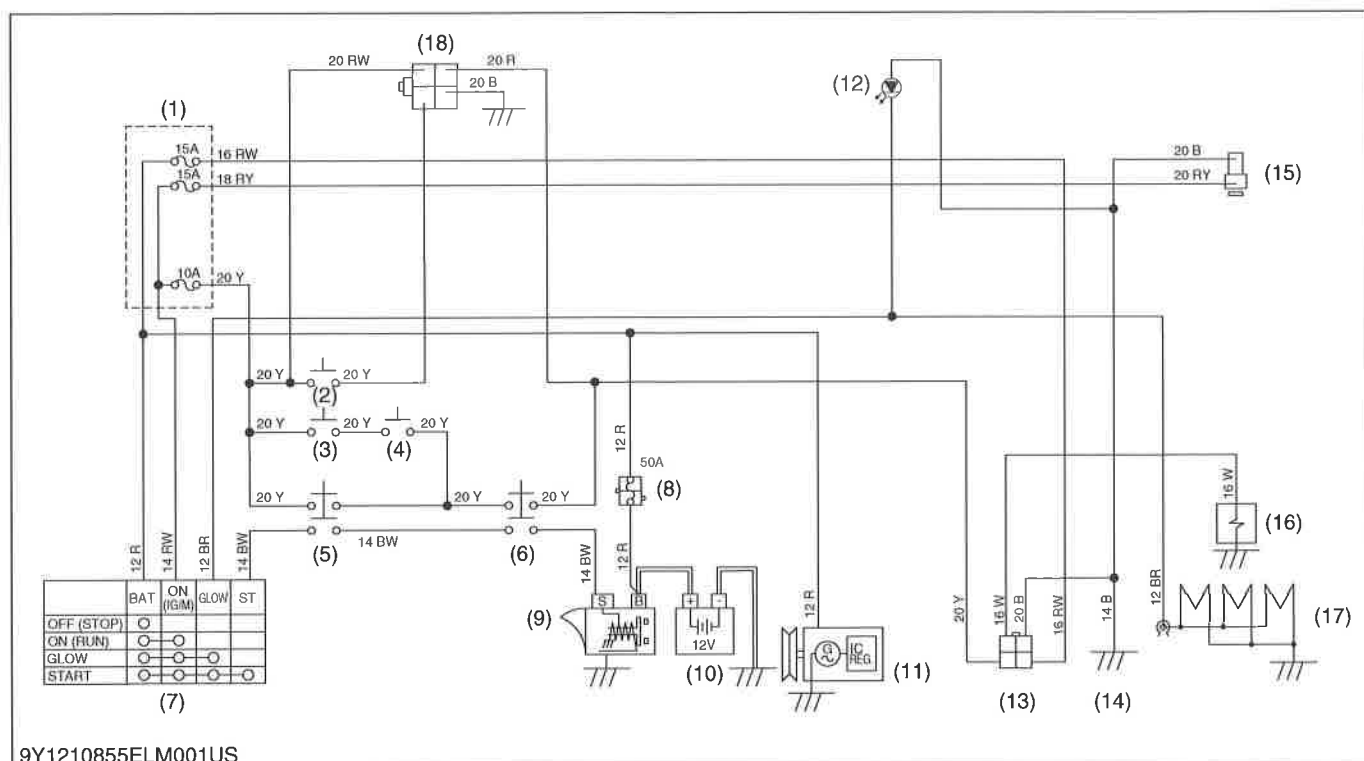 (18)
20 RW
20 R
20 B
(12)
(1)
15A
16 RW
15A
18 RY
20 B
20 RY
(15)
10A
20 Y
20 Y
20 Y
(2)
20 Y
20 Y
20 Y
(3)
(4)
12 R
50A
(8)
16 W
20 Y
20 Y
20 Y
(16)
(5)
14 BW
(6)
12 R
14 RW
12 BR
14 BW
14 BW
12 R
12 R
20 Y
16 W
20 B
16 RW
14 B
12 BR
(17)
BAT
ON
(IG/M)
GLOW
ST
OFF (STOP)
ON (RUN)
GLOW
START
(7)
(9)
S
B
+
-
12V
(10)
G
IC
REG
(11)
(13)
(14)
9Y1210855ELM001US